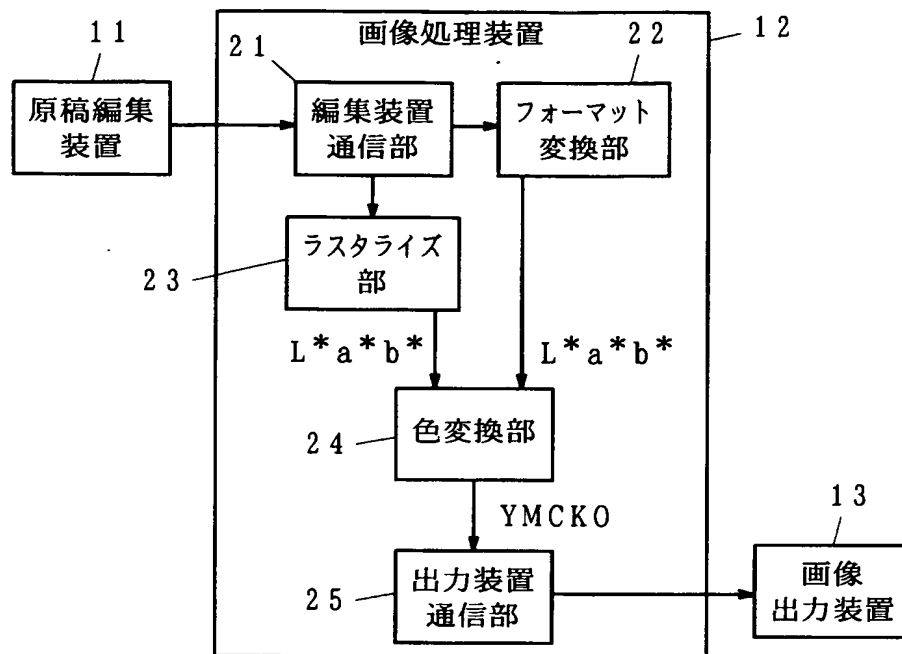 画像処理装置
12
11
21
22
原稿編集
装置
編集装置
通信部
フォーマット
変換部
23
ラスタライズ
部
L*a*b*
L*a*b*
24
色変換部
YMCKO
13
25
出力装置
通信部
画像
出力装置